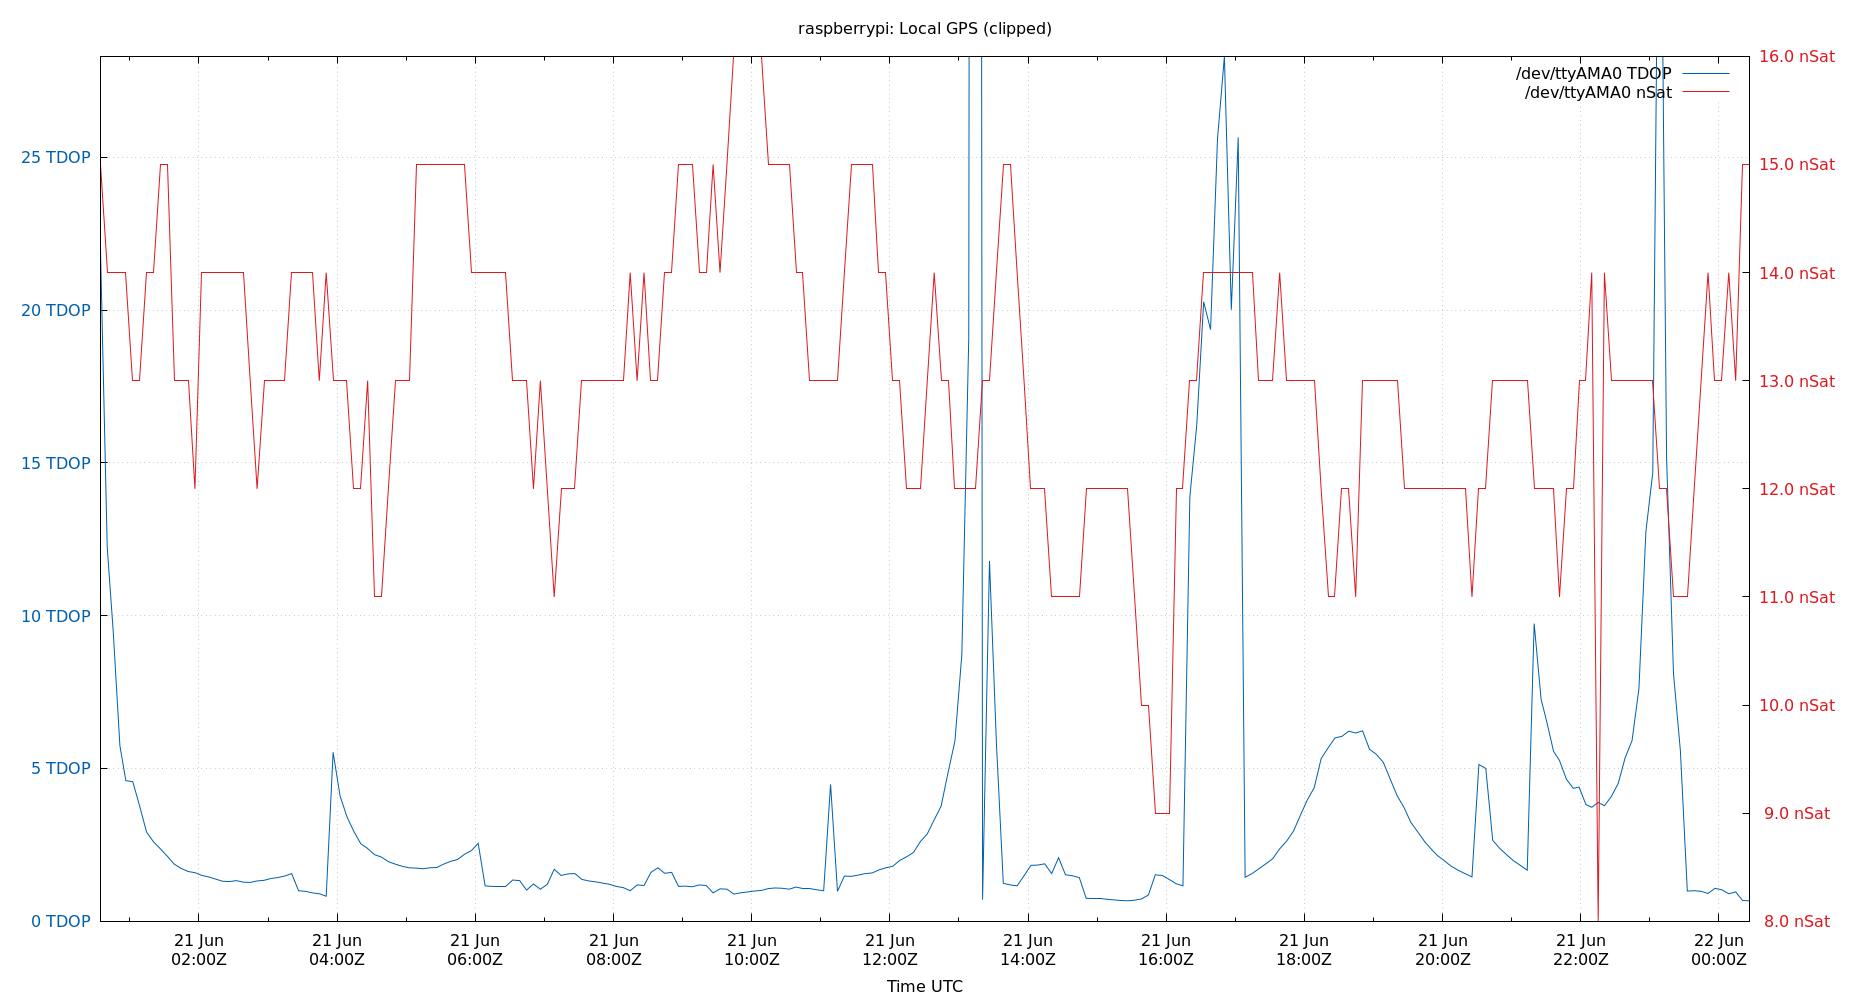 raspberrypi: Local GPS (clipped)
/dev/ttyAMA0 TDOP
/dev/ttyAMA0 nSat
25 TDOP
20 TDOP
15 TDOP
10 TDOP
5 TDOP
0 TDOP
16.0 nSat
15.0 nSat
14.0 nSat
13.0 nSat
12.0 nSat
11.0 nSat
10.0 nSat
9.0 nSat
8.0 nSat
21 Jun 21 Jun 21 Jun 21 Jun 21 Jun 21 Jun 21 Jun 21 Jun 21 Jun 21 Jun 21 Jun 22 Jun
02:00Z 04:00Z 06:00Z 08:00Z 10:00Z 12:00Z 14:00Z 16:00Z 18:00Z 20:00Z 22:00Z 00:00Z
Time UTC